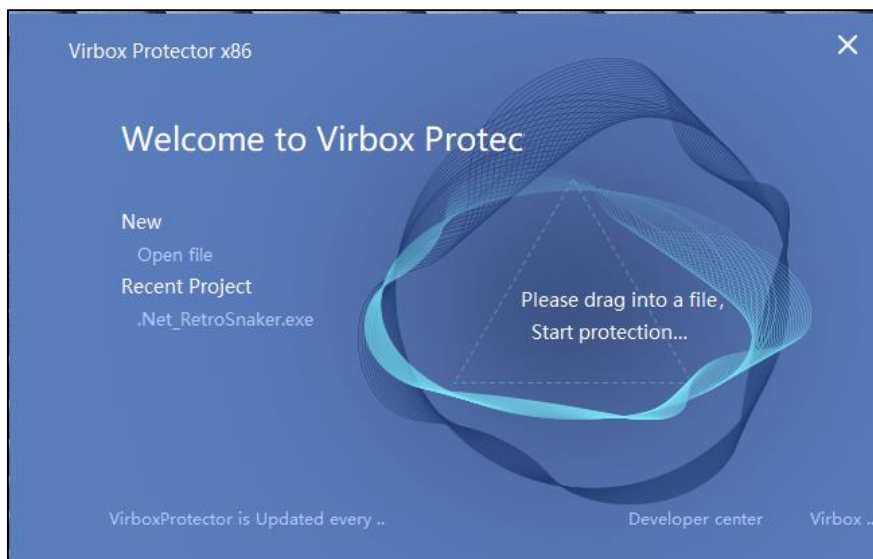 Virbox Protector x86
Welcome to Virbox Protec
New
Open file
Recent Project
.Net_RetroSnaker.exe
Please drag into a file,
Start protection...
VirboxProtector is Updated every ..
Developer center
Virbox ..